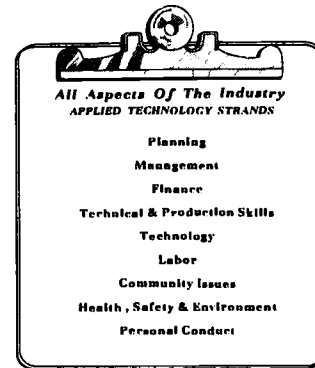 All Aspects Of The Industry
APPLIED TECHNOLOGY STRANDS
Planning
Management
Finance
Technical & Production Skills
Technology
Labor
Community Issues
Health , Safety & Environment
Personal Conduct